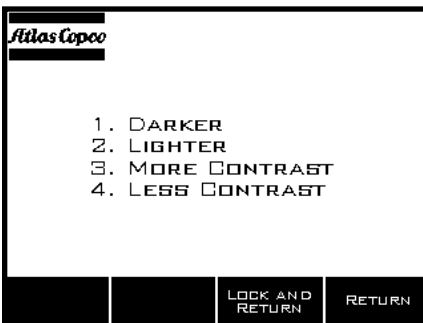 Atlas Copco
1. DARKER
2. LIGHTER
3. MORE CONTRAST
4. LESS CONTRAST
LOCK AND
RETURN
RETURN